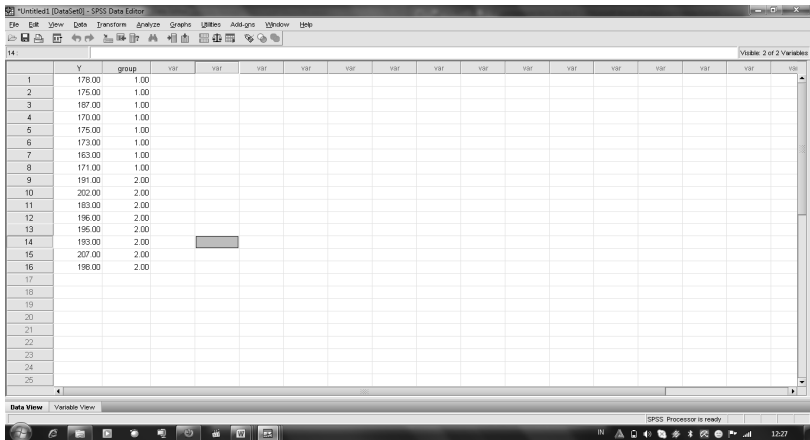 *Untitled1 [DataSet0] - SPSS Data Editor
File Edit View Data Transform Analyze Graphs Utilities Add-ons Window Help
14 : Visible: 2 of 2 Variables
Y group var var var var var var var var var var var var var var var
1 178.00 1.00
2 175.00 1.00
3 187.00 1.00
4 170.00 1.00
5 175.00 1.00
6 173.00 1.00
7 163.00 1.00
8 171.00 1.00
9 191.00 2.00
10 202.00 2.00
11 183.00 2.00
12 196.00 2.00
13 195.00 2.00
14 193.00 2.00
15 207.00 2.00
16 198.00 2.00
17
18
19
20
21
22
23
24
25
Data View Variable View
SPSS Processor is ready
IN 12:27